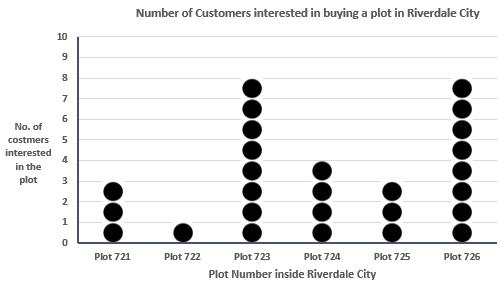 Number of Customers interested in buying a plot in Riverdale City
10
9
8
7
6
5
4
3
2
1
0
No. of
costmers
interested
in the
plot
Plot 721 Plot 722 Plot 723 Plot 724 Plot 725 Plot 726
Plot Number inside Riverdale City